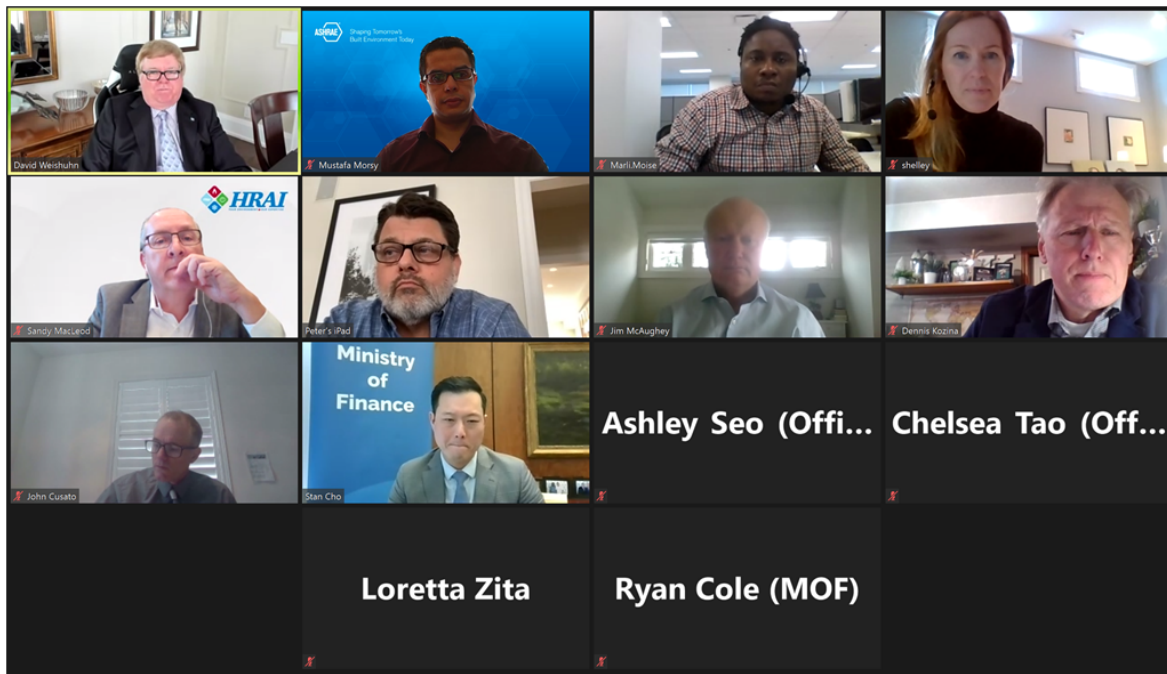 ASHRAE
Shaping Tomorrow's
Built Environment Today
David Weishuhn
Mustafa Morsy
Marli.Moise
shelley
HRAI
Sandy MacLeod
Peter's iPad
Jim McAughey
Dennis Kozina
Ministry
of
Finance
John Cusato
Stan Cho
Ashley Seo (Offi...
Chelsea Tao (Off...
Loretta Zita
Ryan Cole (MOF)